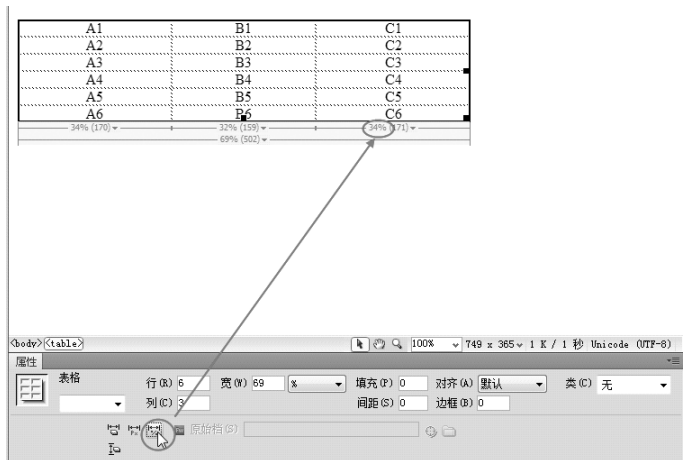 A1 B1 C1
A2 B2 C2
A3 B3 C3
A4 B4 C4
A5 B5 C5
A6 B6 C6
34% (170) 32% (159) 34% (171)
69% (502)
<body> <table> 100% 749 x 365 1 K / 1 秒 Unicode (UTF-8)
属性
表格 行(R) 6 宽(W) 69 % 填充(P) 0 对齐(A) 默认 类(C) 无
列(C) 3 间距(S) 0 边框(B) 0
原始档(S)